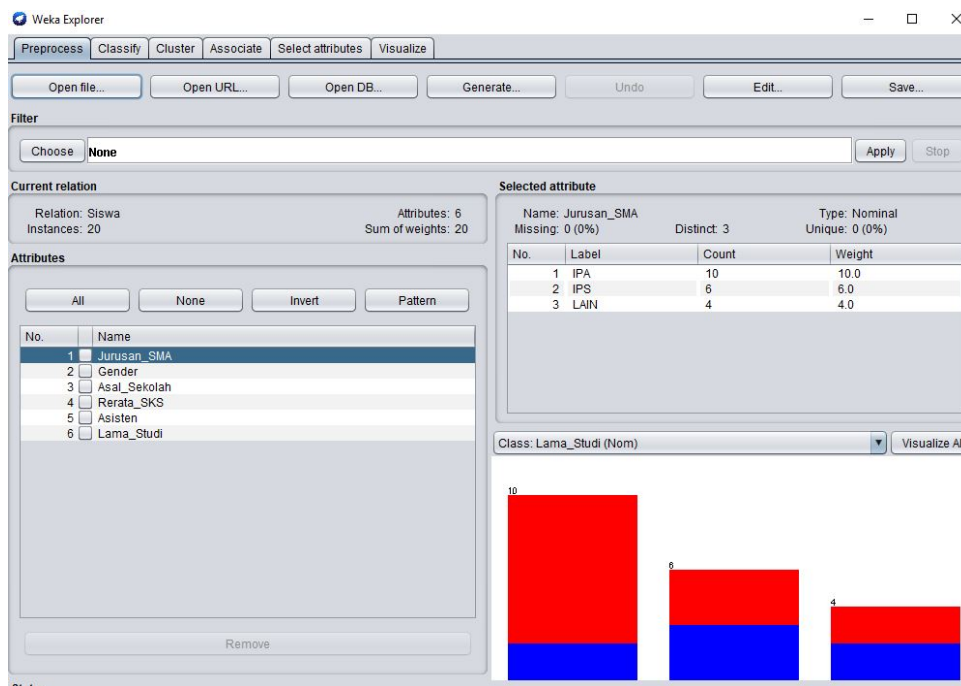 Weka Explorer
Preprocess Classify Cluster Associate Select attributes Visualize
Open file... Open URL... Open DB... Generate... Undo Edit... Save...
Filter
Choose None Apply Stop
Current relation
Relation: Siswa Attributes: 6
Instances: 20 Sum of weights: 20
Attributes
All None Invert Pattern
No. Name
1 Jurusan_SMA
2 Gender
3 Asal_Sekolah
4 Rerata_SKS
5 Asisten
6 Lama_Studi
Remove
Selected attribute
Name: Jurusan_SMA Type: Nominal
Missing: 0 (0%) Distinct: 3 Unique: 0 (0%)
No. Label Count Weight
1 IPA 10 10.0
2 IPS 6 6.0
3 LAIN 4 4.0
Class: Lama_Studi (Nom) Visualize Al
10
6
4